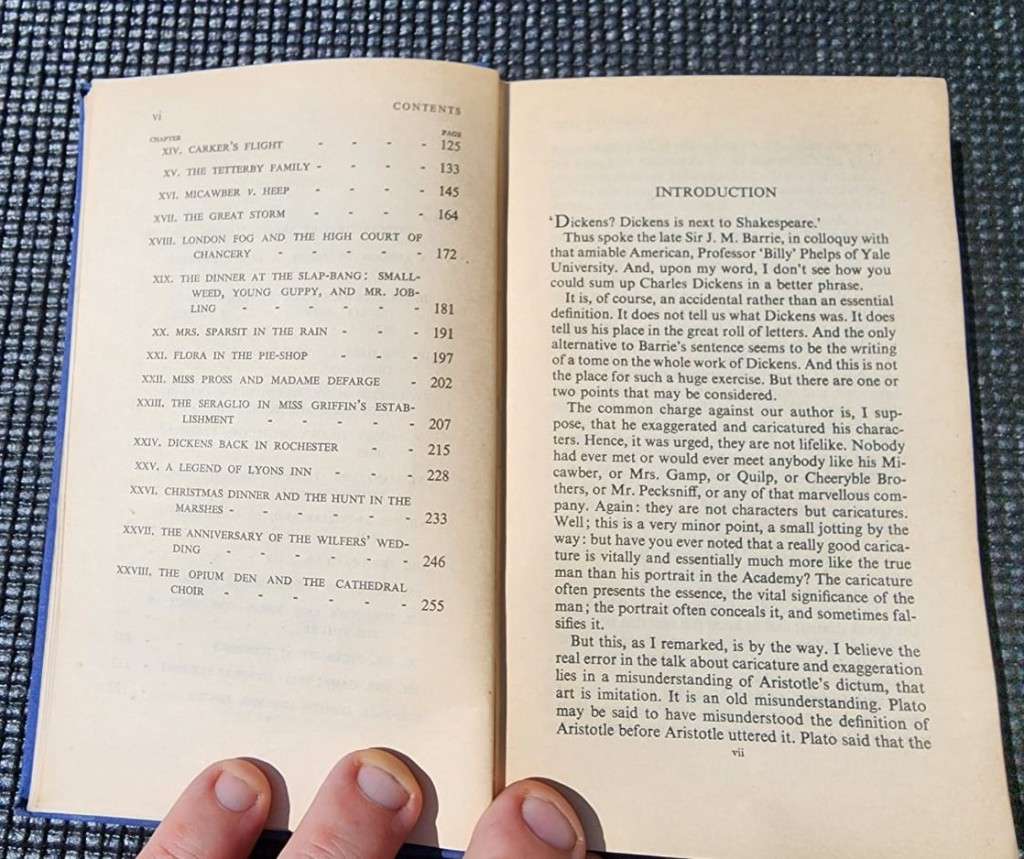 vi CONTENTS
CHAPTER PAGE
XIV. CARKER'S FLIGHT - - - - 125
XV. THE TETTERBY FAMILY - - - - 133
XVI. MICAWBER V. HEEP - - - - 145
XVII. THE GREAT STORM - - - - 164
XVIII. LONDON FOG AND THE HIGH COURT OF
CHANCERY - - - - - - 172
XIX. THE DINNER AT THE SLAP-BANG: SMALL-
WEED, YOUNG GUPPY, AND MR. JOB-
LING - - - - - - 181
XX. MRS. SPARSIT IN THE RAIN - - - 191
XXI. FLORA IN THE PIE-SHOP - - - 197
XXII. MISS PROSS AND MADAME DEFARGE - 202
XXIII. THE SERAGLIO IN MISS GRIFFIN'S ESTAB-
LISHMENT - - - - - 207
XXIV. DICKENS BACK IN ROCHESTER - - 215
XXV. A LEGEND OF LYONS INN - - - 228
XXVI. CHRISTMAS DINNER AND THE HUNT IN THE
MARSHES - - - - - - 233
XXVII. THE ANNIVERSARY OF THE WILFERS' WED-
DING - - - - - - 246
XXVIII. THE OPIUM DEN AND THE CATHEDRAL
CHOIR - - - - - - 255
INTRODUCTION
'Dickens? Dickens is next to Shakespeare.'
Thus spoke the late Sir J. M. Barrie, in colloquy with
that amiable American, Professor 'Billy' Phelps of Yale
University. And, upon my word, I don't see how you
could sum up Charles Dickens in a better phrase.
It is, of course, an accidental rather than an essential
definition. It does not tell us what Dickens was. It does
tell us his place in the great roll of letters. And the only
alternative to Barrie's sentence seems to be the writing
of a tome on the whole work of Dickens. And this is not
the place for such a huge exercise. But there are one or
two points that may be considered.
The common charge against our author is, I sup-
pose, that he exaggerated and caricatured his charac-
ters. Hence, it was urged, they are not lifelike. Nobody
had ever met or would ever meet anybody like his Mi-
cawber, or Mrs. Gamp, or Quilp, or Cheeryble Bro-
thers, or Mr. Pecksniff, or any of that marvellous com-
pany. Again: they are not characters but caricatures.
Well; this is a very minor point, a small jotting by the
way: but have you ever noted that a really good carica-
ture is vitally and essentially much more like the true
man than his portrait in the Academy? The caricature
often presents the essence, the vital significance of the
man; the portrait often conceals it, and sometimes fal-
sifies it.
But this, as I remarked, is by the way. I believe the
real error in the talk about caricature and exaggeration
lies in a misunderstanding of Aristotle's dictum, that
art is imitation. It is an old misunderstanding. Plato
may be said to have misunderstood the definition of
Aristotle before Aristotle uttered it. Plato said that the
vii